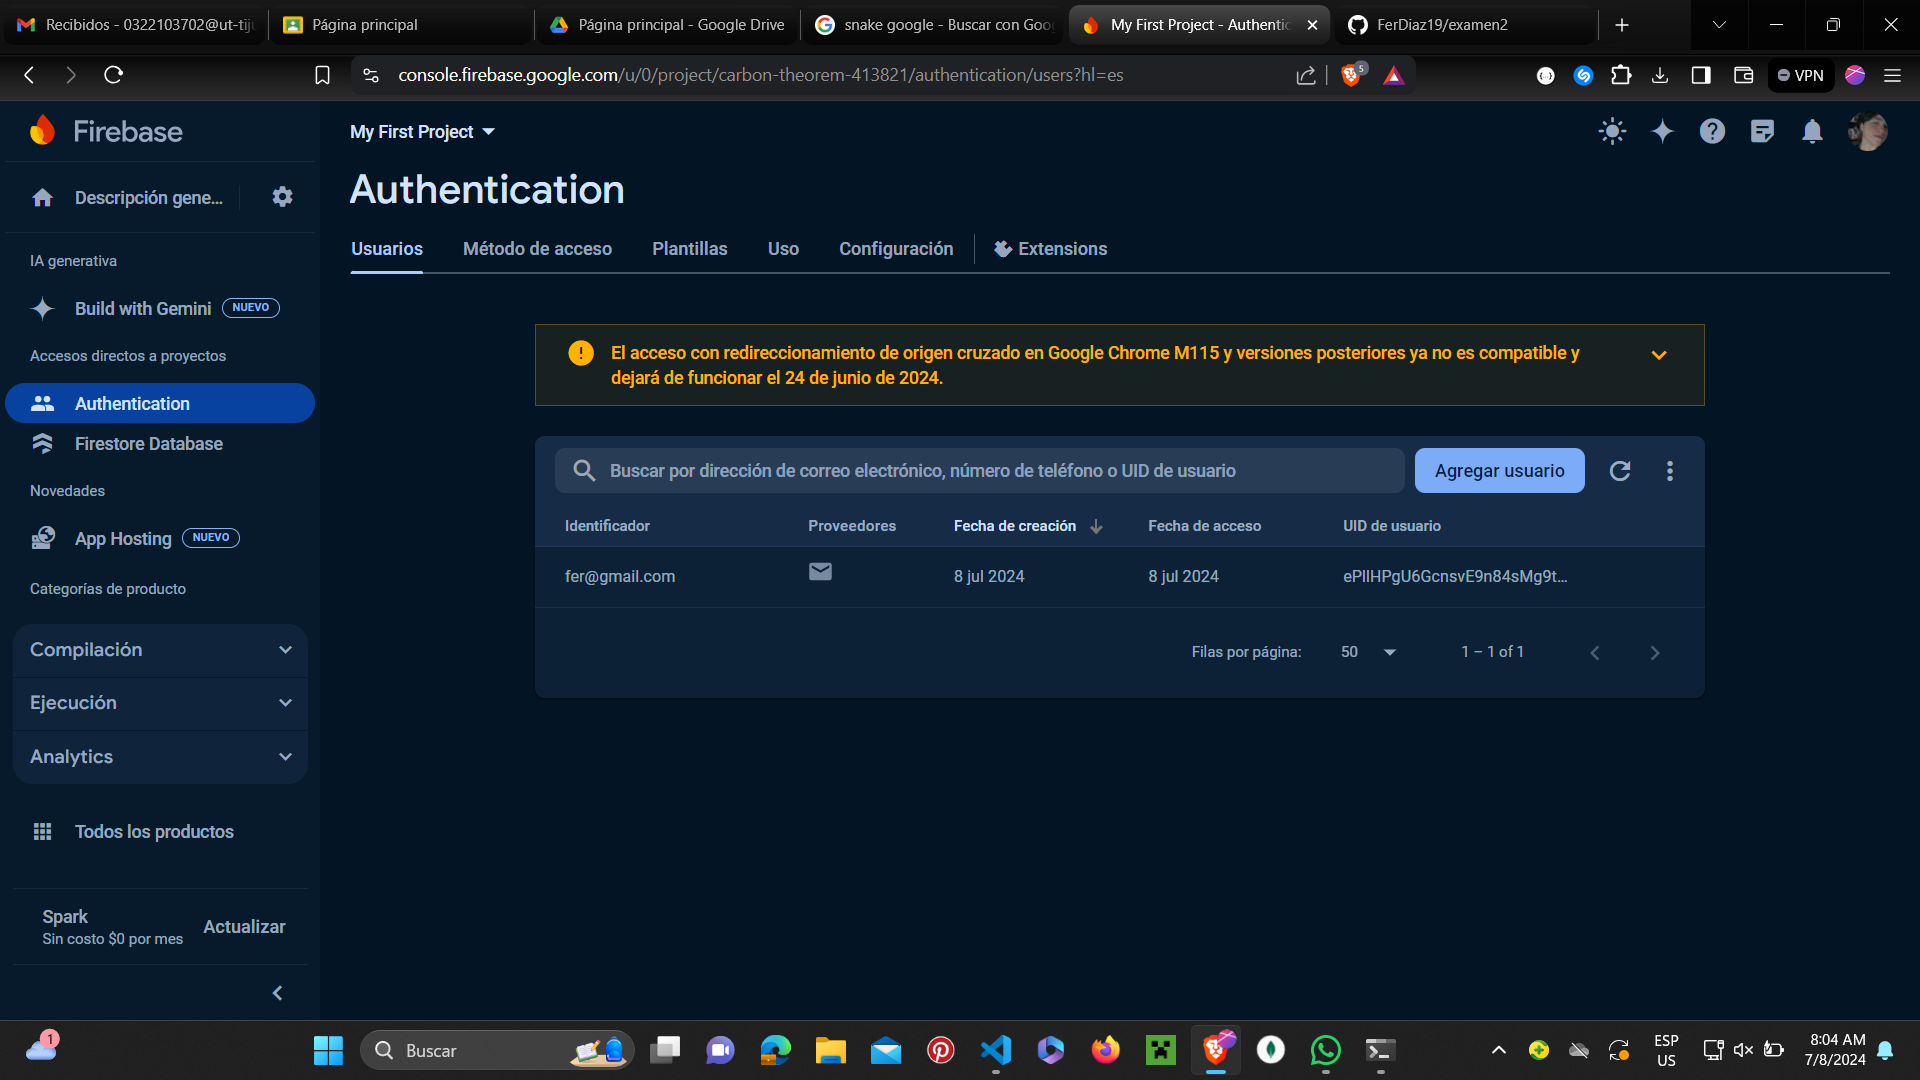 Recibidos - 0322103702@ut-tiju
Página principal
Página principal - Google Drive
snake google - Buscar con Goog
My First Project - Authentic
FerDiaz19/examen2
console.firebase.google.com/u/0/project/carbon-theorem-413821/authentication/users?hl=es
5
VPN
Firebase
My First Project
Descripción gene...
Authentication
Usuarios
Método de acceso
Plantillas
Uso
Configuración
Extensions
IA generativa
Build with Gemini
NUEVO
Accesos directos a proyectos
Authentication
Firestore Database
Novedades
App Hosting
NUEVO
Categorías de producto
Compilación
Ejecución
Analytics
Todos los productos
Spark
Sin costo $0 por mes
Actualizar
El acceso con redireccionamiento de origen cruzado en Google Chrome M115 y versiones posteriores ya no es compatible y
dejará de funcionar el 24 de junio de 2024.
Buscar por dirección de correo electrónico, número de teléfono o UID de usuario
Agregar usuario
Identificador
Proveedores
Fecha de creación
Fecha de acceso
UID de usuario
fer@gmail.com
8 jul 2024
8 jul 2024
ePIlHPgU6GcnsvE9n84sMg9t...
Filas por página:
50
1 – 1 of 1
1
Buscar
ESP
US
8:04 AM
7/8/2024